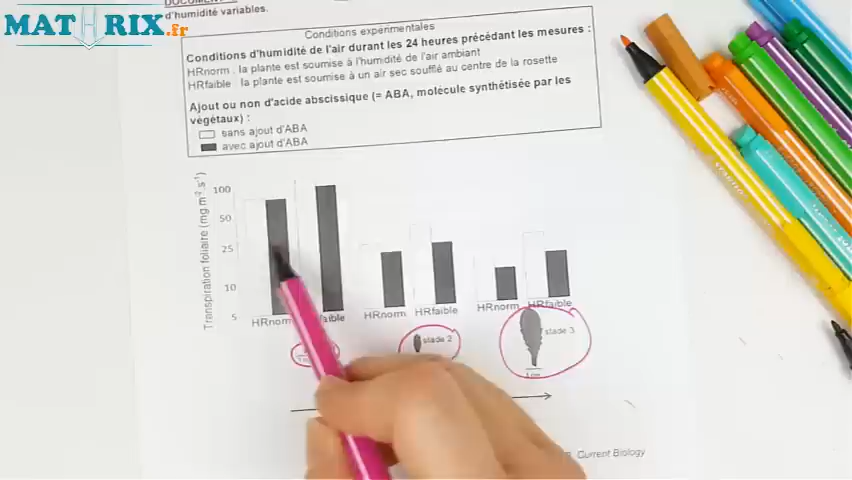 MATHRIX.fr
d'humidité variables.
Conditions expérimentales
Conditions d'humidité de l'air durant les 24 heures précédant les mesures :
HRnorm : la plante est soumise à l'humidité de l'air ambiant
HRfaible : la plante est soumise à un air sec soufflé au centre de la rosette
Ajout ou non d'acide abscissique (= ABA, molécule synthétisée par les
végétaux) :
sans ajout d'ABA
avec ajout d'ABA
Transpiration foliaire (mg m⁻² s⁻¹)
100
50
25
10
5
HRnorm
faible
HRnorm
HRfaible
HRnorm
HRfaible
stade 2
stade 3
Current Biology